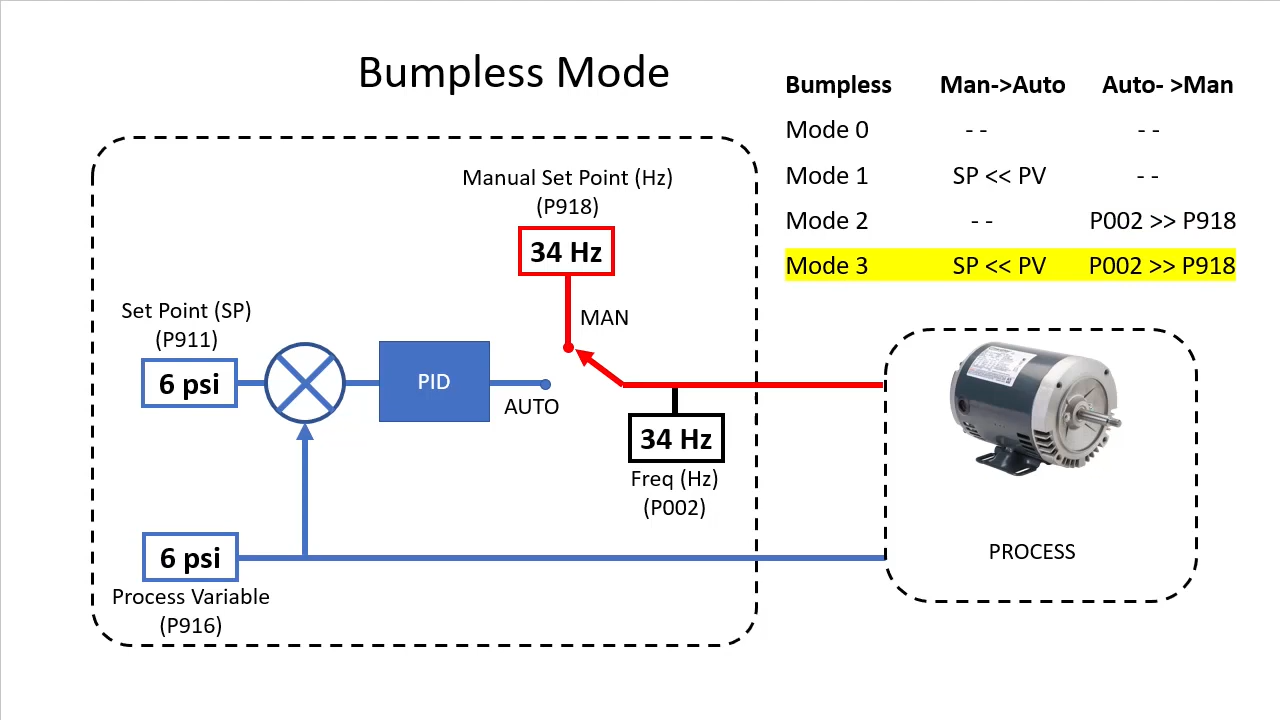 Bumpless Mode
Bumpless Man->Auto Auto- >Man
Mode 0 - - - -
Mode 1 SP << PV - -
Mode 2 - - P002 >> P918
Mode 3 SP << PV P002 >> P918
Manual Set Point (Hz)
(P918)
34 Hz
MAN
Set Point (SP)
(P911)
6 psi
PID
AUTO
34 Hz
Freq (Hz)
(P002)
6 psi
Process Variable
(P916)
PROCESS